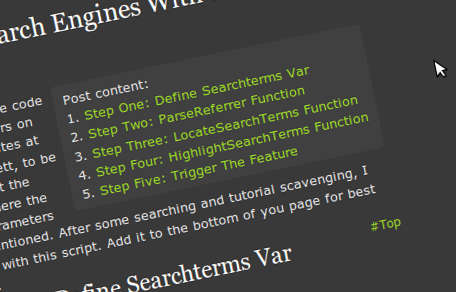 arch Engines With
e code
rs on
tes at
ett, to be
t the
ere the
rameters
Post content:
1. Step One: Define Searchterms Var
2. Step Two: ParseReferrer Function
3. Step Three: LocateSearchTerms Function
4. Step Four: HighlightSearchTerms Function
5. Step Five: Trigger The Feature
ntioned. After some searching and tutorial scavenging, I
with this script. Add it to the bottom of you page for best
#Top
Define Searchterms Var